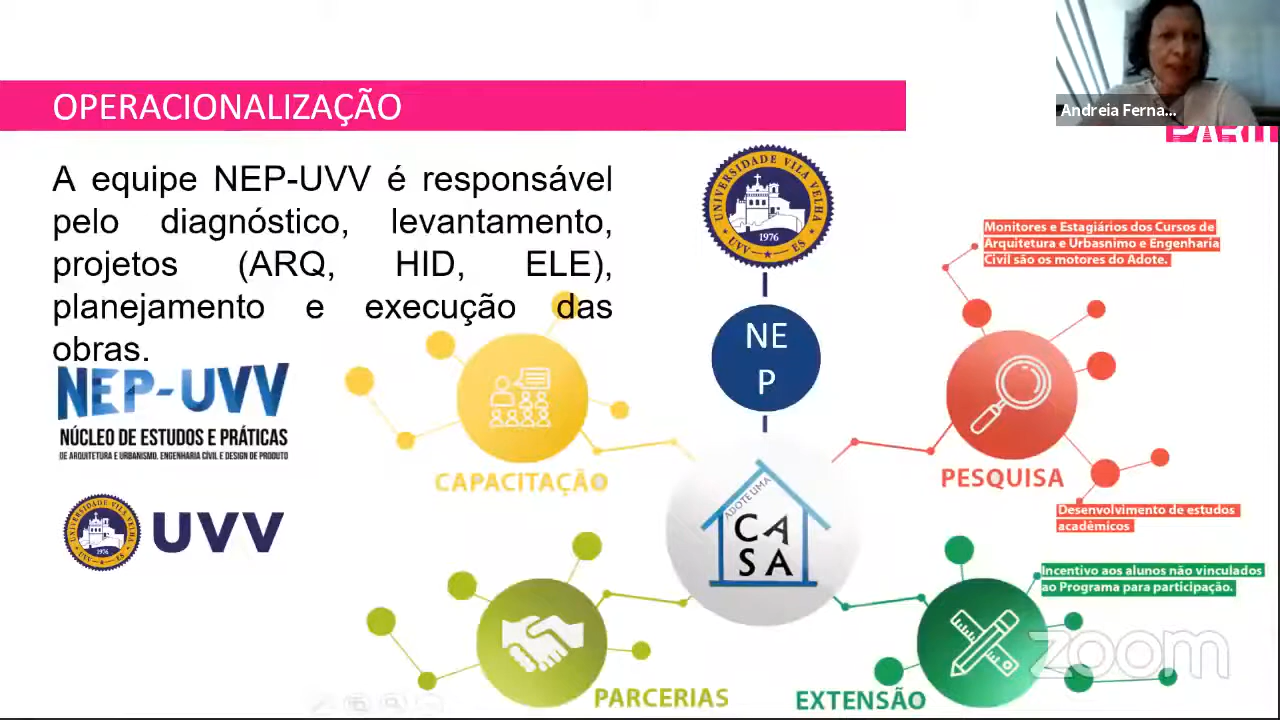 OPERACIONALIZAÇÃO
Andreia Ferna...
A equipe NEP-UVV é responsável
pelo diagnóstico, levantamento,
projetos (ARQ, HID, ELE),
planejamento e execução das
obras.
NEP-UVV
NÚCLEO DE ESTUDOS E PRÁTICAS
DE ARQUITETURA E URBANISMO, ENGENHARIA CIVIL E DESIGN DE PRODUTO
UNIVERSIDADE VILA VELHA
1976
UVV
UNIVERSIDADE VILA VELHA
1976
UVV ES
NE
P
CAPACITAÇÃO
ADOTE UMA
CA
SA
Monitores e Estagiários dos Cursos de
Arquitetura e Urbasnimo e Engenharia
Civil são os motores do Adote.
PESQUISA
Desenvolvimento de estudos
acadêmicos
Incentivo aos alunos não vinculados
ao Programa para participação.
PARCERIAS
EXTENSÃO
zoom